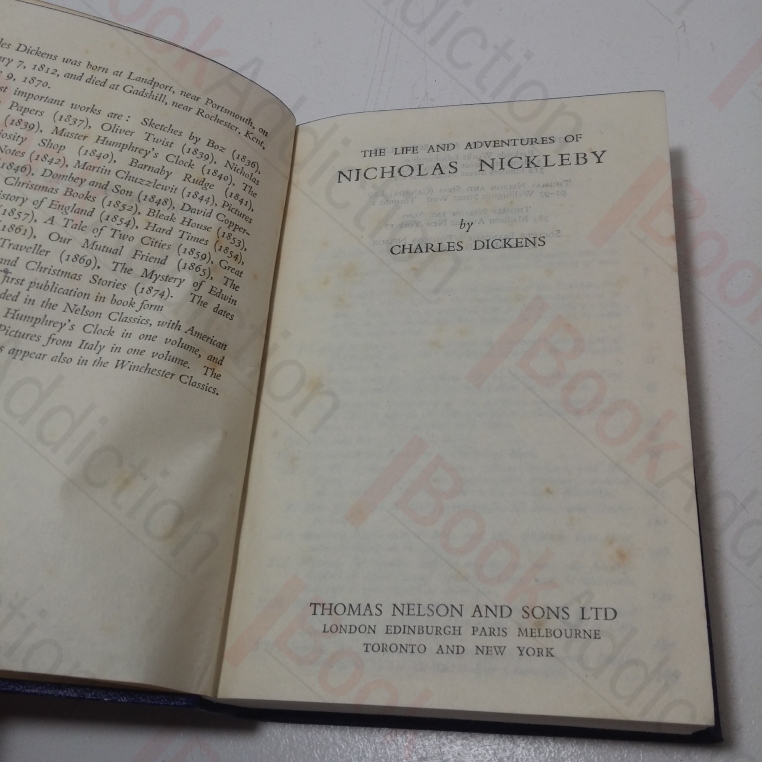 les Dickens was born at Landport, near Portsmouth, on
ry 7, 1812, and died at Gadshill, near Rochester, Kent,
9, 1870.
st important works are: Sketches by Boz (1836),
Papers (1837), Oliver Twist (1839), Nicholas
(1839), Master Humphrey's Clock (1840), The
iosity Shop (1840), Barnaby Rudge (1841),
Notes (1842), Martin Chuzzlewit (1844), Pictures
1846), Dombey and Son (1848), David Copper-
Christmas Books (1852), Bleak House (1853),
istory of England (1854), Hard Times (1854),
(1857), A Tale of Two Cities (1859), Great
(1861), Our Mutual Friend (1865), The
Traveller (1869), The Mystery of Edwin
and Christmas Stories (1874). The dates
first publication in book form
ded in the Nelson Classics, with American
Humphrey's Clock in one volume, and
Pictures from Italy in one volume. The
s appear also in the Winchester Classics.
THE LIFE AND ADVENTURES OF
NICHOLAS NICKLEBY
by
CHARLES DICKENS
THOMAS NELSON AND SONS LTD
LONDON EDINBURGH PARIS MELBOURNE
TORONTO AND NEW YORK
BookAddiction